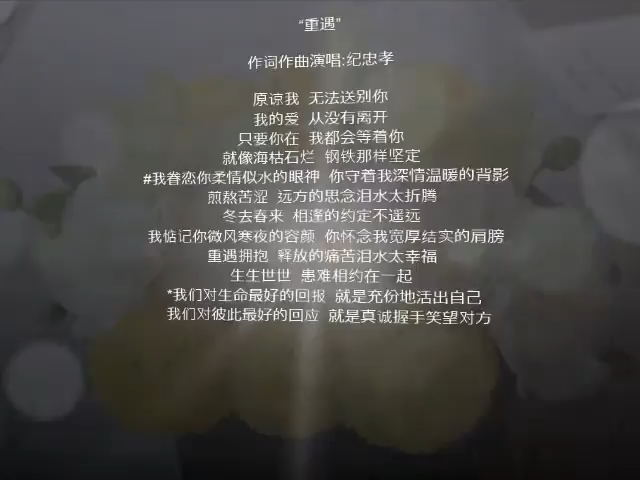 “重遇”
作词作曲演唱:纪忠孝
原谅我 无法送别你
我的爱 从没有离开
只要你在 我都会等着你
就像海枯石烂 钢铁那样坚定
#我眷恋你柔情似水的眼神 你守着我深情温暖的背影
煎熬苦涩 远方的思念泪水太折腾
冬去春来 相逢的约定不遥远
我惦记你微风寒夜的容颜 你怀念我宽厚结实的肩膀
重遇拥抱 释放的痛苦泪水太幸福
生生世世 患难相约在一起
*我们对生命最好的回报 就是充份地活出自己
我们对彼此最好的回应 就是真诚握手笑望对方